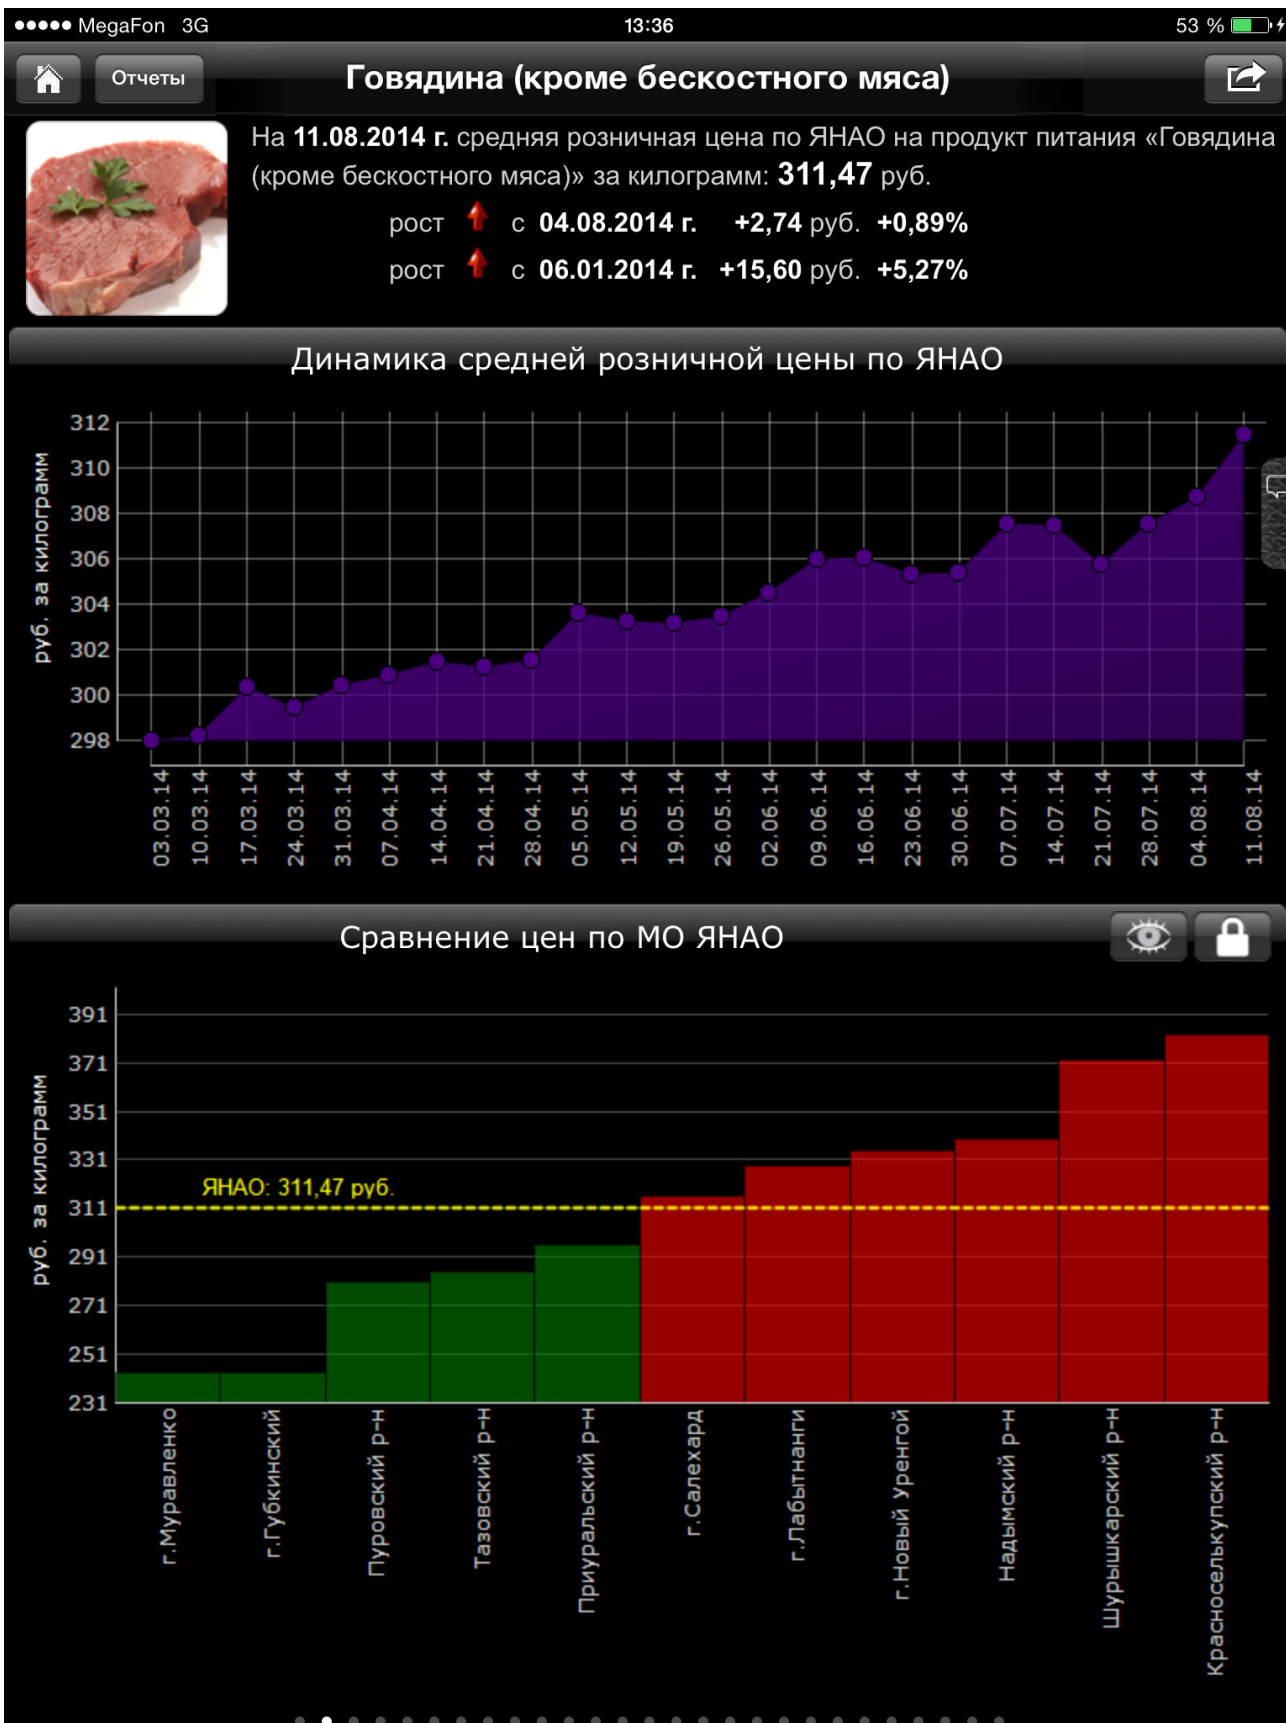 MegaFon 3G 13:36 53 %
Отчеты Говядина (кроме бескостного мяса)
На 11.08.2014 г. средняя розничная цена по ЯНАО на продукт питания «Говядина
(кроме бескостного мяса)» за килограмм: 311,47 руб.
рост с 04.08.2014 г. +2,74 руб. +0,89%
рост с 06.01.2014 г. +15,60 руб. +5,27%
Динамика средней розничной цены по ЯНАО
руб. за килограмм
312
310
308
306
304
302
300
298
03.03.14
10.03.14
17.03.14
24.03.14
31.03.14
07.04.14
14.04.14
21.04.14
28.04.14
05.05.14
12.05.14
19.05.14
26.05.14
02.06.14
09.06.14
16.06.14
23.06.14
30.06.14
07.07.14
14.07.14
21.07.14
28.07.14
04.08.14
11.08.14
Сравнение цен по МО ЯНАО
руб. за килограмм
391
371
351
331
311
291
271
251
231
ЯНАО: 311,47 руб.
г.Муравленко
г.Губкинский
Пуровский р-н
Тазовский р-н
Приуральский р-н
г.Салехард
г.Лабытнанги
г.Новый Уренгой
Надымский р-н
Шурышкарский р-н
Красноселькупский р-н